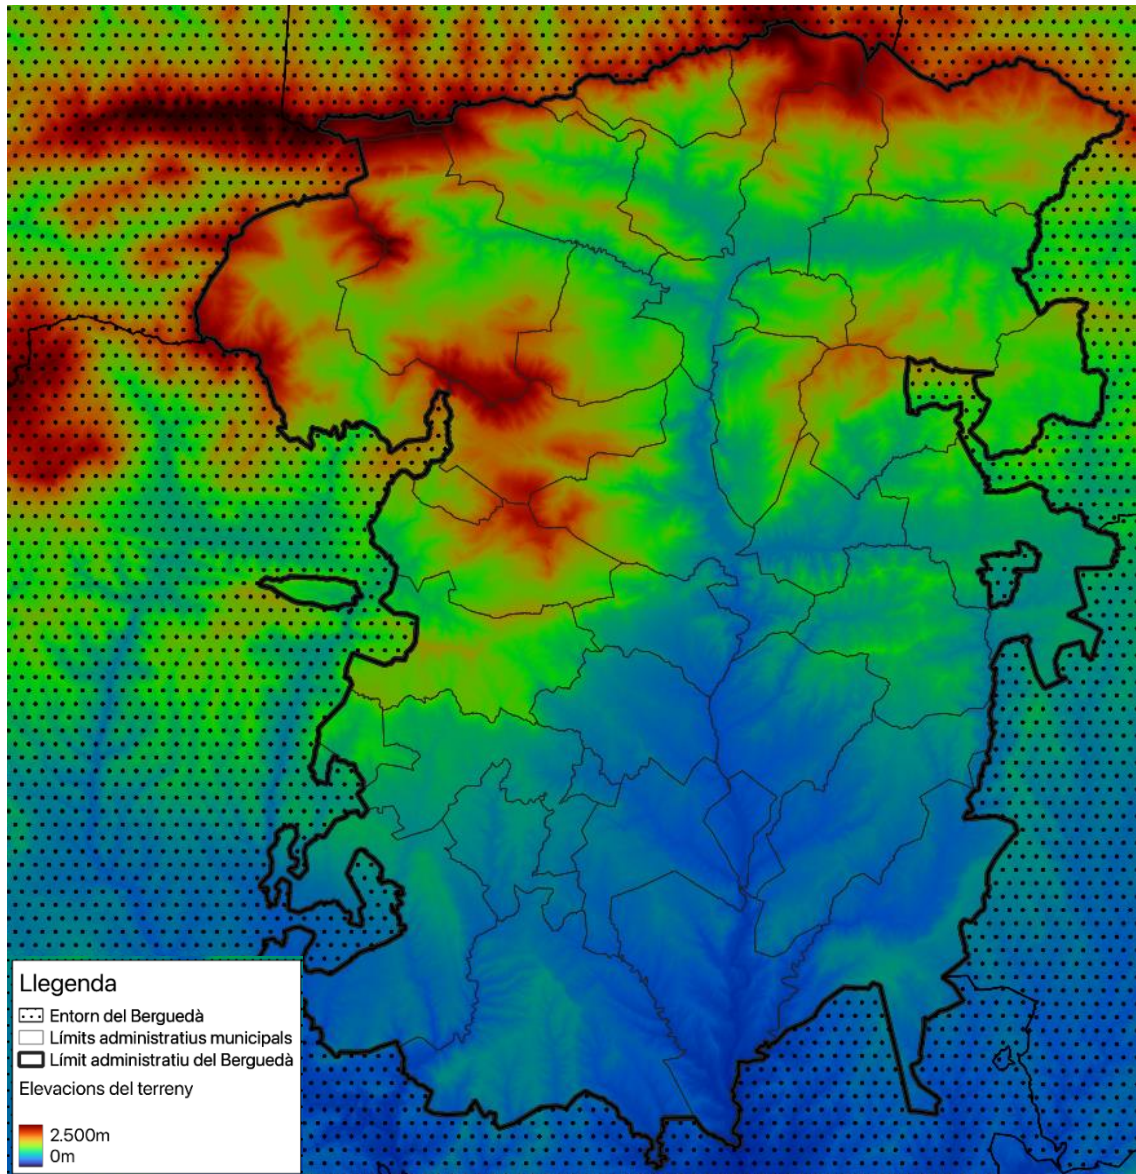 Llegenda
Entorn del Berguedà
Límits administratius municipals
Límit administratiu del Berguedà
Elevacions del terreny
2.500m
0m